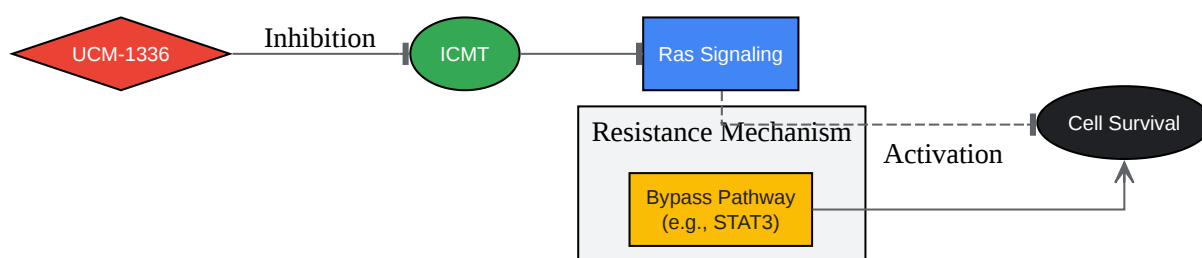 UCM-1336
Inhibition
ICMT
Ras Signaling
Resistance Mechanism
Activation
Cell Survival
Bypass Pathway
(e.g., STAT3)